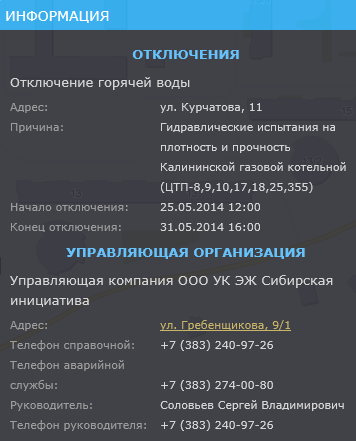 ИНФОРМАЦИЯ
ОТКЛЮЧЕНИЯ
Отключение горячей воды
Адрес: ул. Курчатова, 11
Причина: Гидравлические испытания на
плотность и прочность
Калининской газовой котельной
(ЦТП-8,9,10,17,18,25,355)
Начало отключения: 25.05.2014 12:00
Конец отключения: 31.05.2014 16:00
УПРАВЛЯЮЩАЯ ОРГАНИЗАЦИЯ
Управляющая компания ООО УК ЭЖ Сибирская
инициатива
Адрес: ул. Гребенщикова, 9/1
Телефон справочной: +7 (383) 240-97-26
Телефон аварийной
службы: +7 (383) 274-00-80
Руководитель: Соловьев Сергей Владимирович
Телефон руководителя: +7 (383) 240-97-26